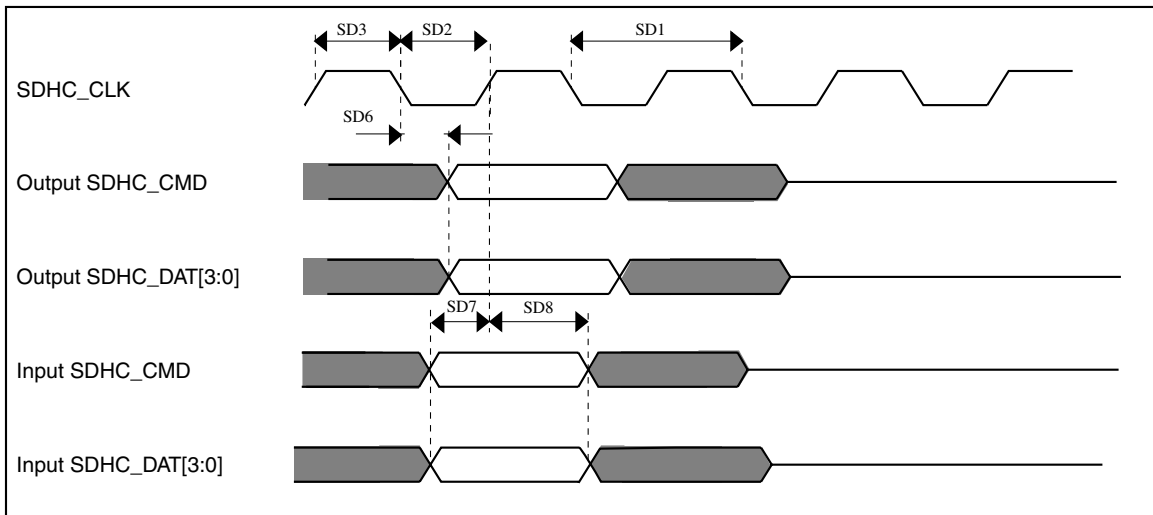 SD3 SD2 SD1
SDHC_CLK
SD6
Output SDHC_CMD
Output SDHC_DAT[3:0]
SD7 SD8
Input SDHC_CMD
Input SDHC_DAT[3:0]